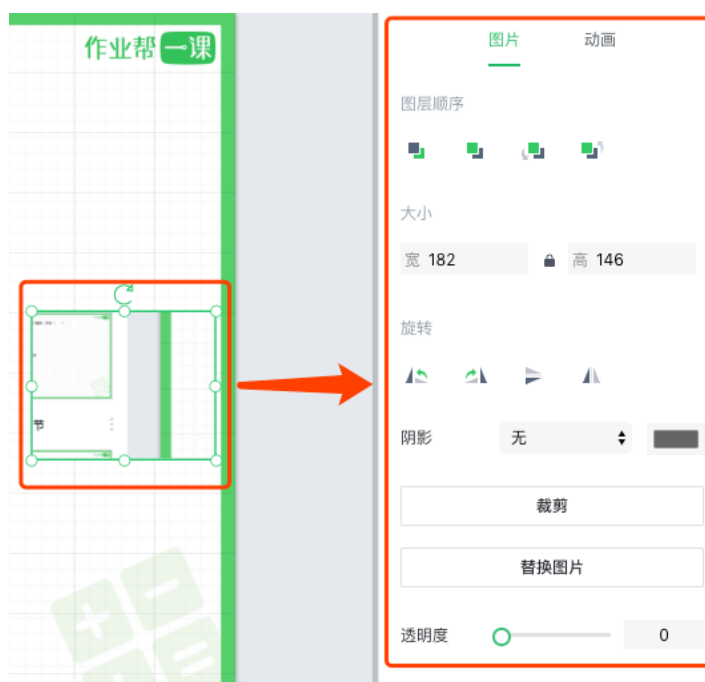 作业帮一课
节
图片 动画
图层顺序
大小
宽 182 高 146
旋转
阴影 无
裁剪
替换图片
透明度 0